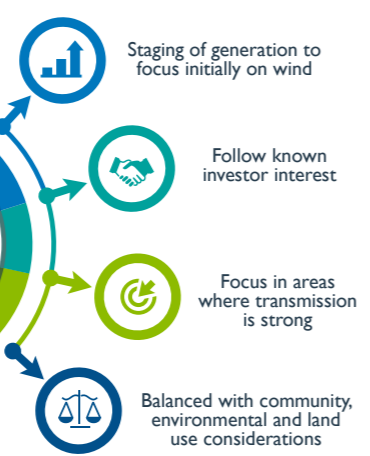 Staging of generation to
focus initially on wind
Follow known
investor interest
Focus in areas
where transmission
is strong
Balanced with community,
environmental and land
use considerations